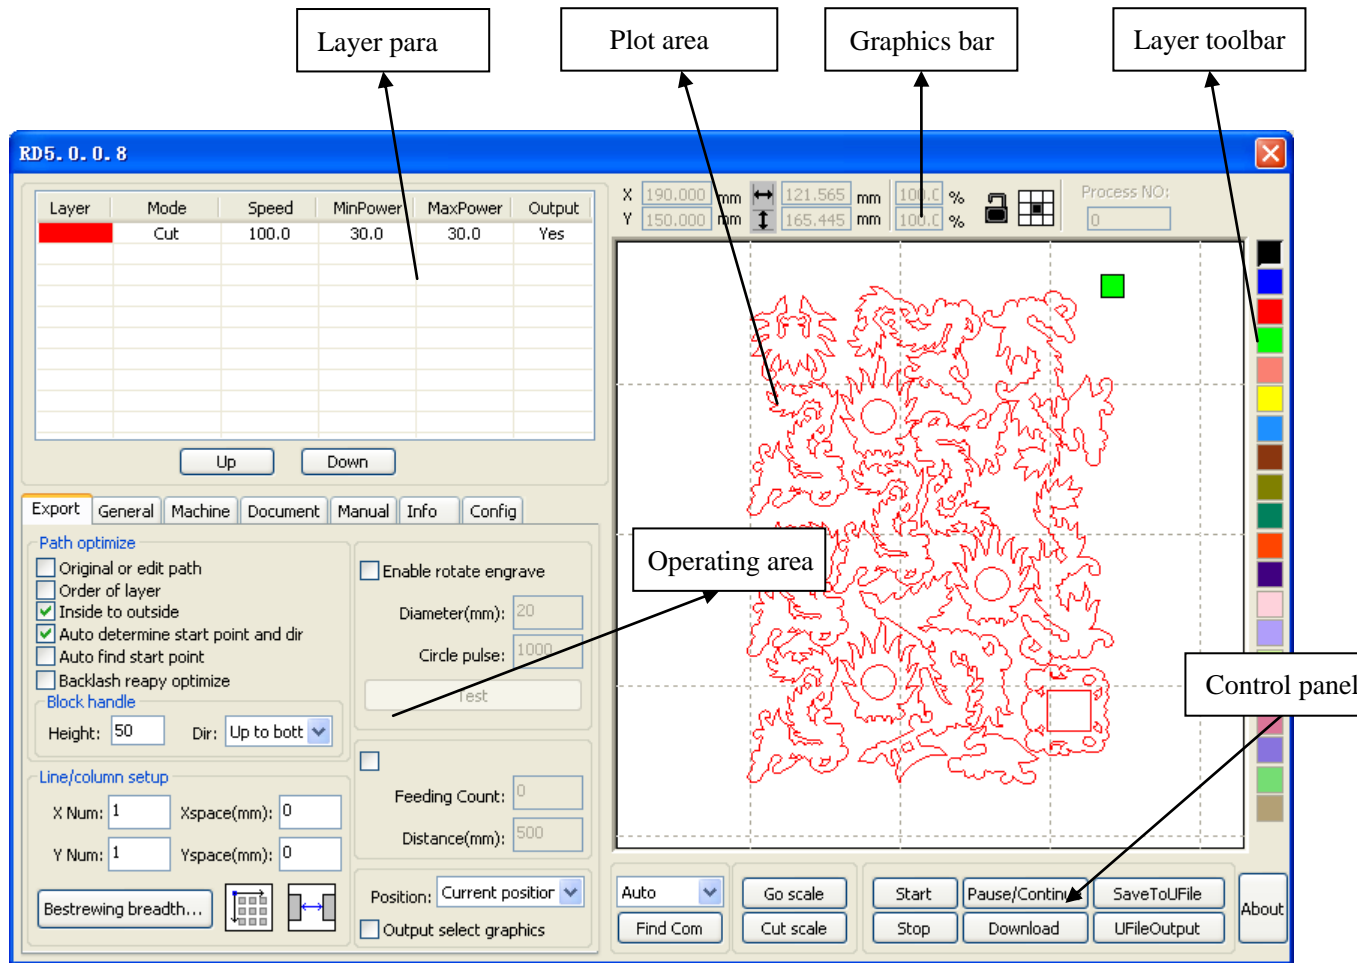 Layer para
Plot area
Graphics bar
Layer toolbar
RD5.0.0.8
Layer Mode Speed MinPower MaxPower Output
Cut 100.0 30.0 30.0 Yes
Up Down
X 190.000 mm 121.565 mm 100.0 %
Y 150.000 mm 165.445 mm 100.0 %
Process NO:
0
Export General Machine Document Manual Info Config
Path optimize
Original or edit path
Order of layer
Inside to outside
Auto determine start point and dir
Auto find start point
Backlash reapy optimize
Block handle
Height: 50 Dir: Up to bott
Line/column setup
X Num: 1 Xspace(mm): 0
Y Num: 1 Yspace(mm): 0
Bestrewing breadth...
Enable rotate engrave
Diameter(mm): 20
Circle pulse: 1000
Test
Feeding Count: 0
Distance(mm): 500
Position: Current position
Output select graphics
Operating area
Control panel
Auto
Find Com
Go scale
Cut scale
Start Pause/Continue SaveToUFile
Stop Download UFileOutput
About